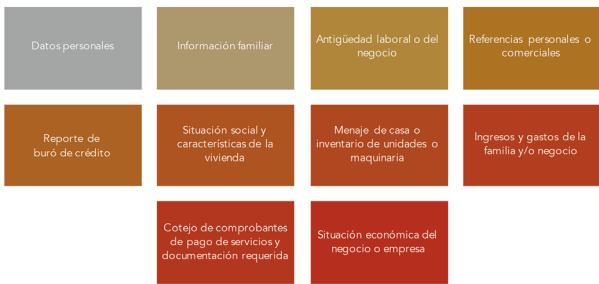 Datos personales
Información familiar
Antigüedad laboral o del
negocio
Referencias personales o
comerciales
Reporte de
buró de crédito
Situación social y
características de la
vivienda
Menaje de casa o
inventario de unidades o
maquinaria
Ingresos y gastos de la
familia y/o negocio
Cotejo de comprobantes
de pago de servicios y
documentación requerida
Situación económica del
negocio o empresa